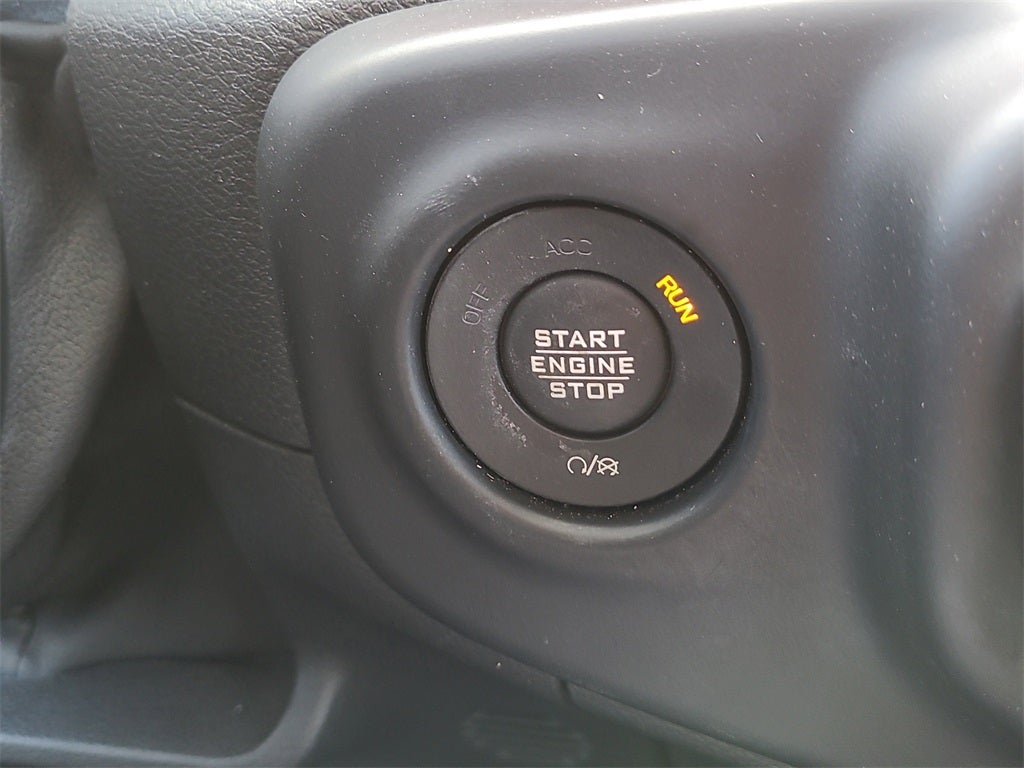 ACC
OFF
RUN
START
ENGINE
STOP